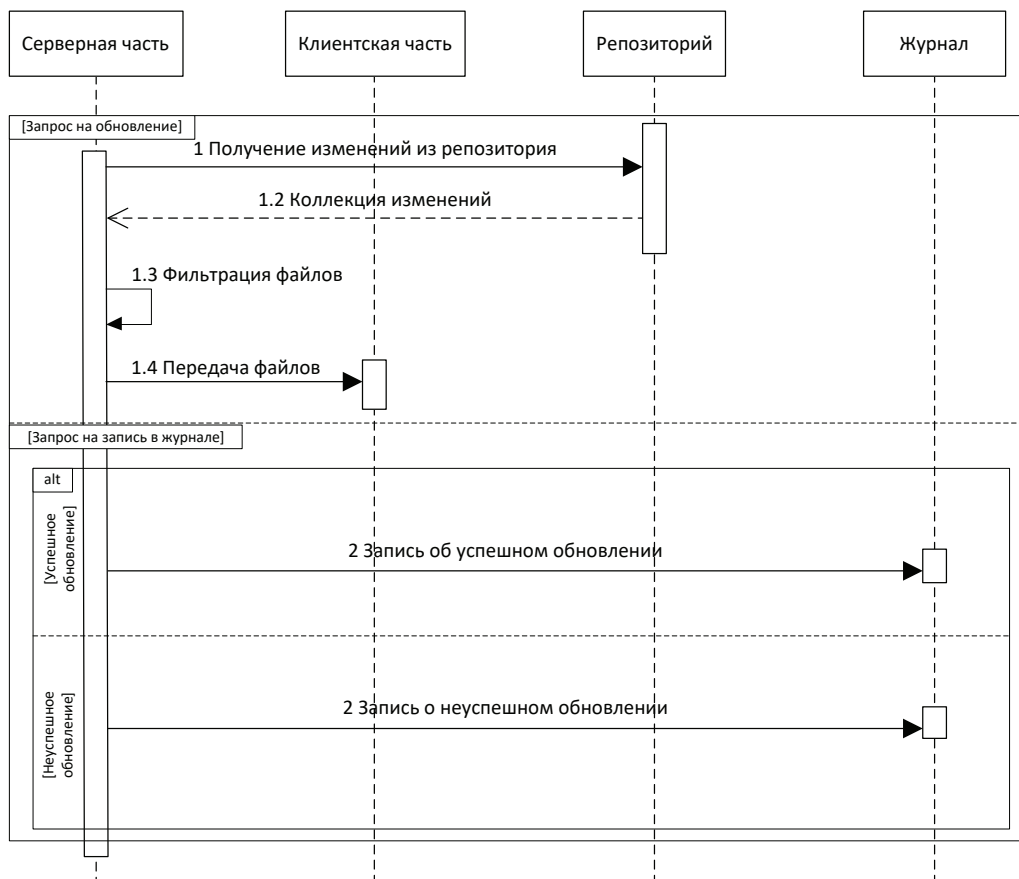 Серверная часть
Клиентская часть
Репозиторий
Журнал
[Запрос на обновление]
1 Получение изменений из репозитория
1.2 Коллекция изменений
1.3 Фильтрация файлов
1.4 Передача файлов
[Запрос на запись в журнале]
alt
[Успешное
обновление]
2 Запись об успешном обновлении
[Неуспешное
обновление]
2 Запись о неуспешном обновлении